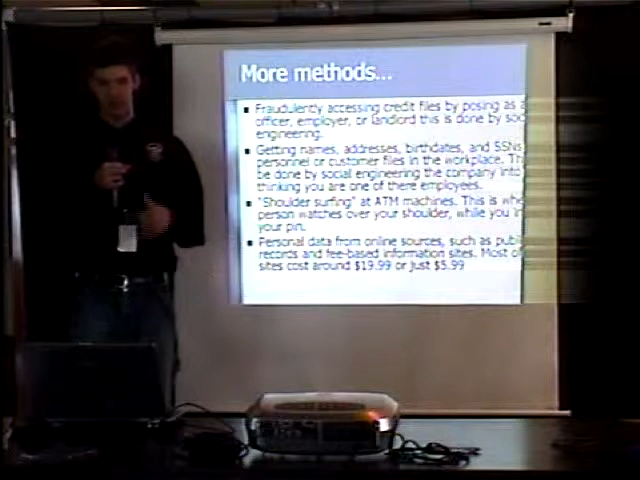 More methods...
Fraudulently accessing credit files by posing as a
officer, employer, or landlord this is done by soc
engineering.
Getting names, addresses, birthdates, and SSNs
personnel or customer files in the workplace. Th
be done by social engineering the company into
thinking you are one of there employees.
"Shoulder surfing" at ATM machines. This is whe
person watches over your shoulder, while you in
your pin.
Personal data from online sources, such as publ
records and fee-based information sites. Most of
sites cost around $19.99 or just $5.99